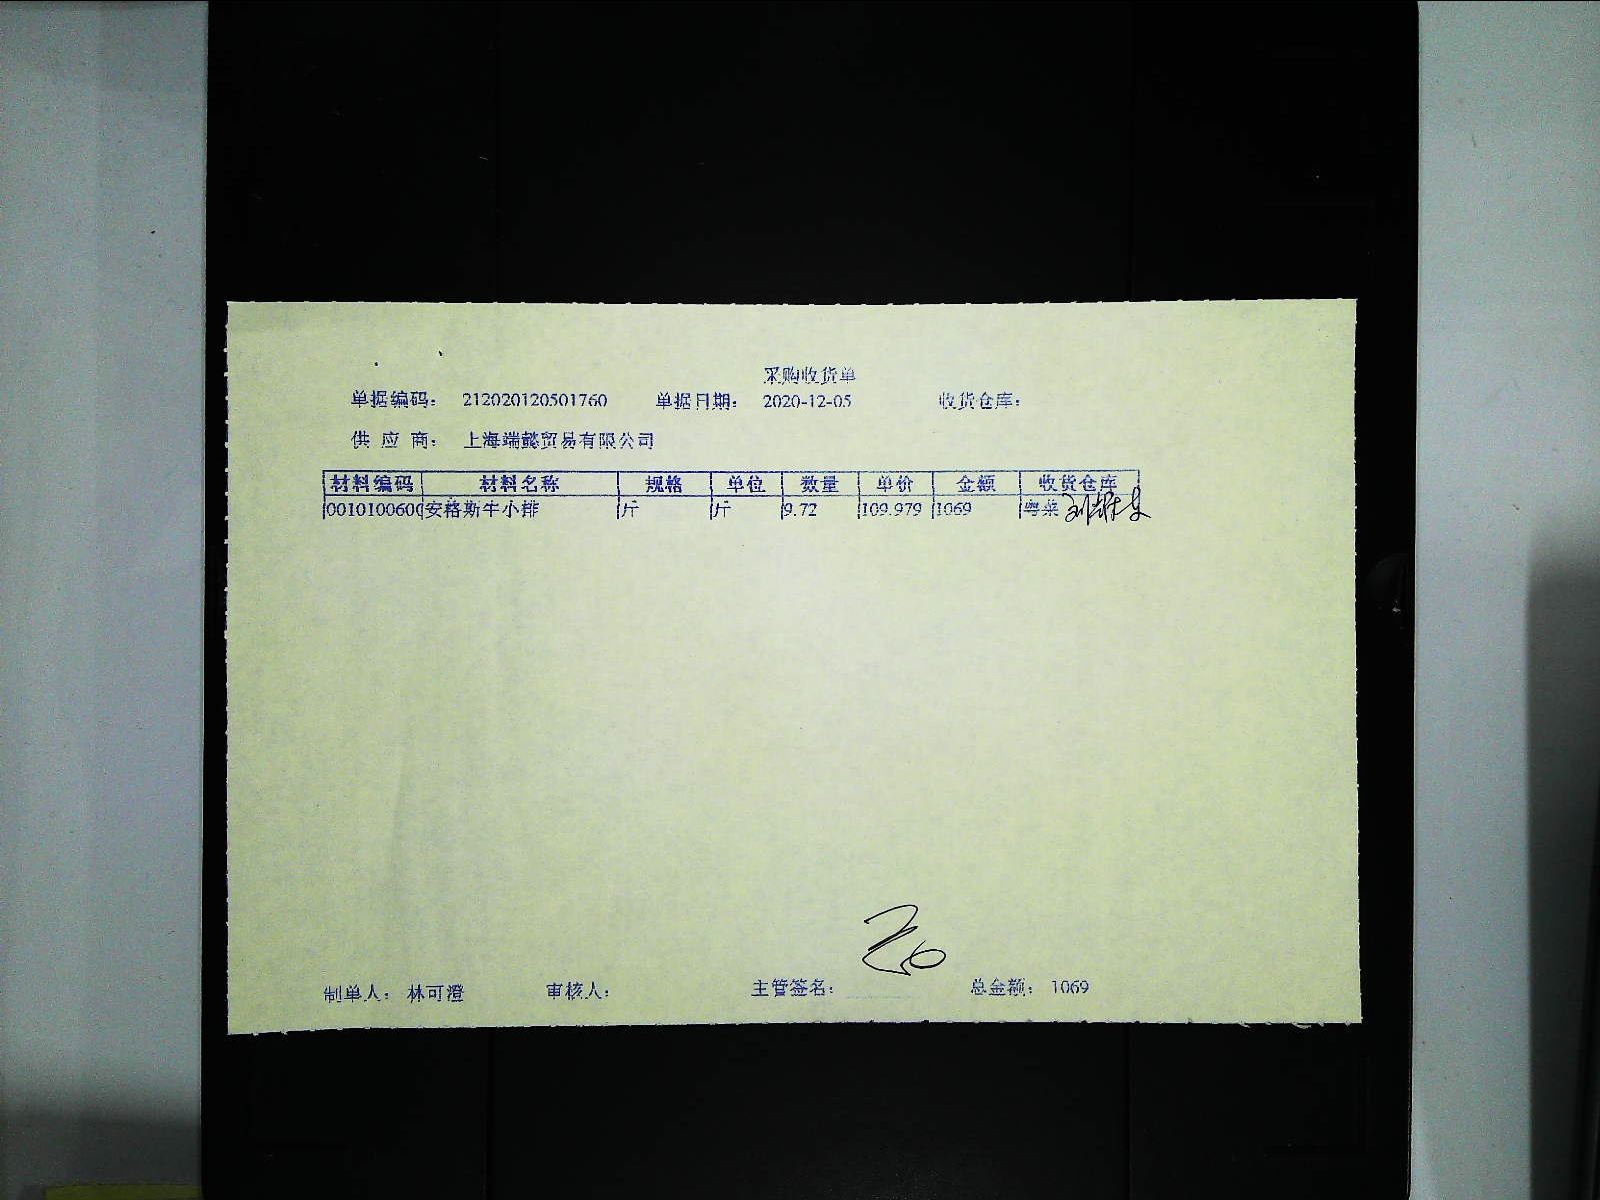 采购收货单
单据编码: 212020120501760 单据日期: 2020-12-05 收货仓库:
供 应 商: 上海端懿贸易有限公司
材料编码 材料名称 规格 单位 数量 单价 金额 收货仓库
0010100600 安格斯牛小排 斤 斤 9.72 109.979 1069 粤菜
制单人: 林可澄 审核人: 主管签名: 总金额: 1069